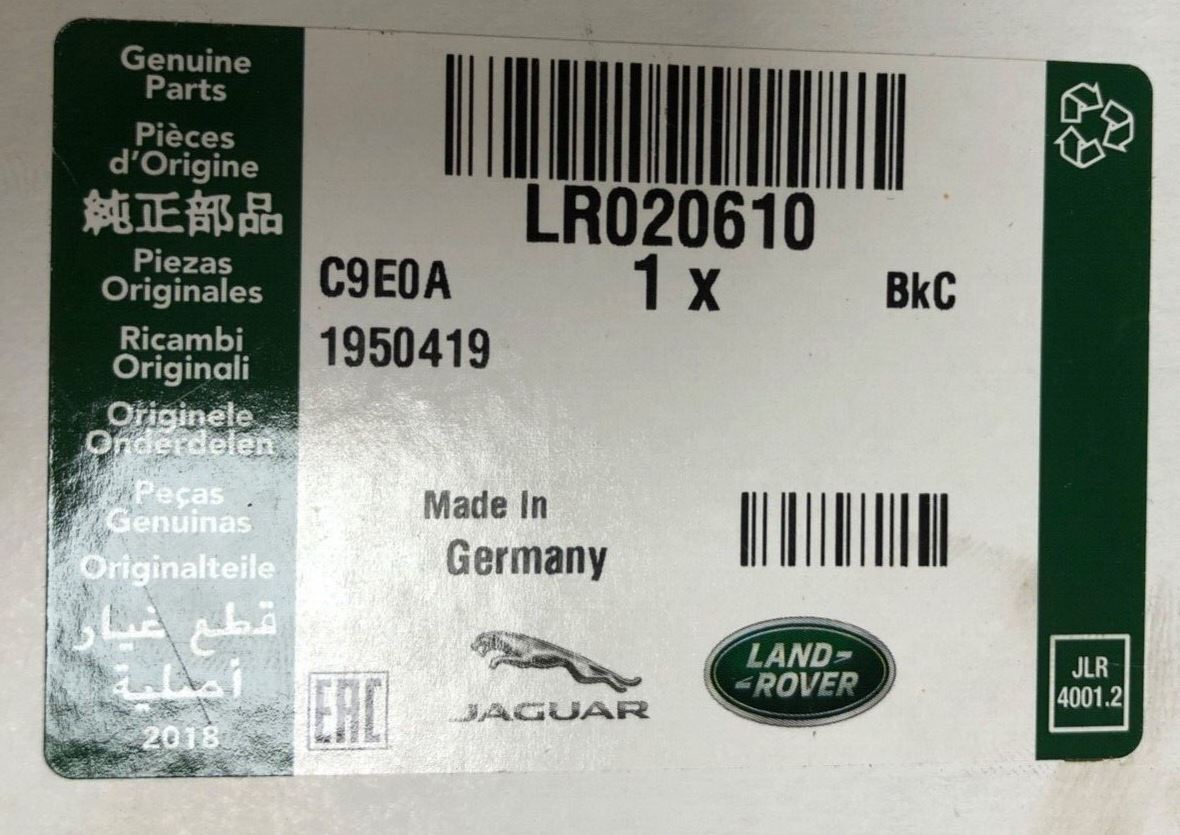 Genuine
Parts
Pièces
d'Origine
純正部品
Piezas
Originales
Ricambi
Originali
Originele
Onderdelen
Peças
Genuinas
Originalteile
قطع غيار
أصلية
2018
LR020610
C9E0A 1 x BkC
1950419
Made In
Germany
EAC
JAGUAR
LAND-
-ROVER
JLR
4001.2